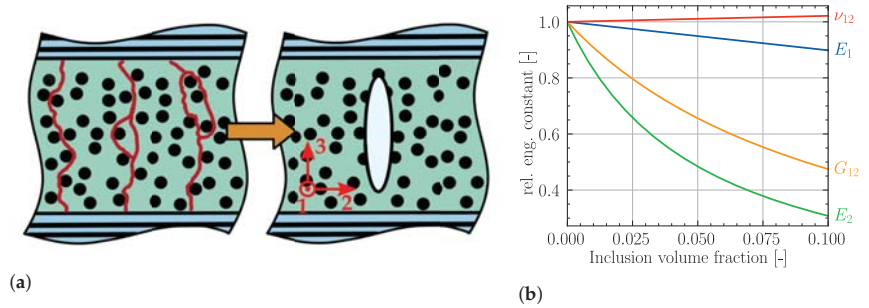 3
1
2
(a)
rel. eng. constant [-]
1.0
0.8
0.6
0.4
0.000
0.025
0.050
0.075
0.100
Inclusion volume fraction [-]
ν₁₂
E₁
G₁₂
E₂
(b)